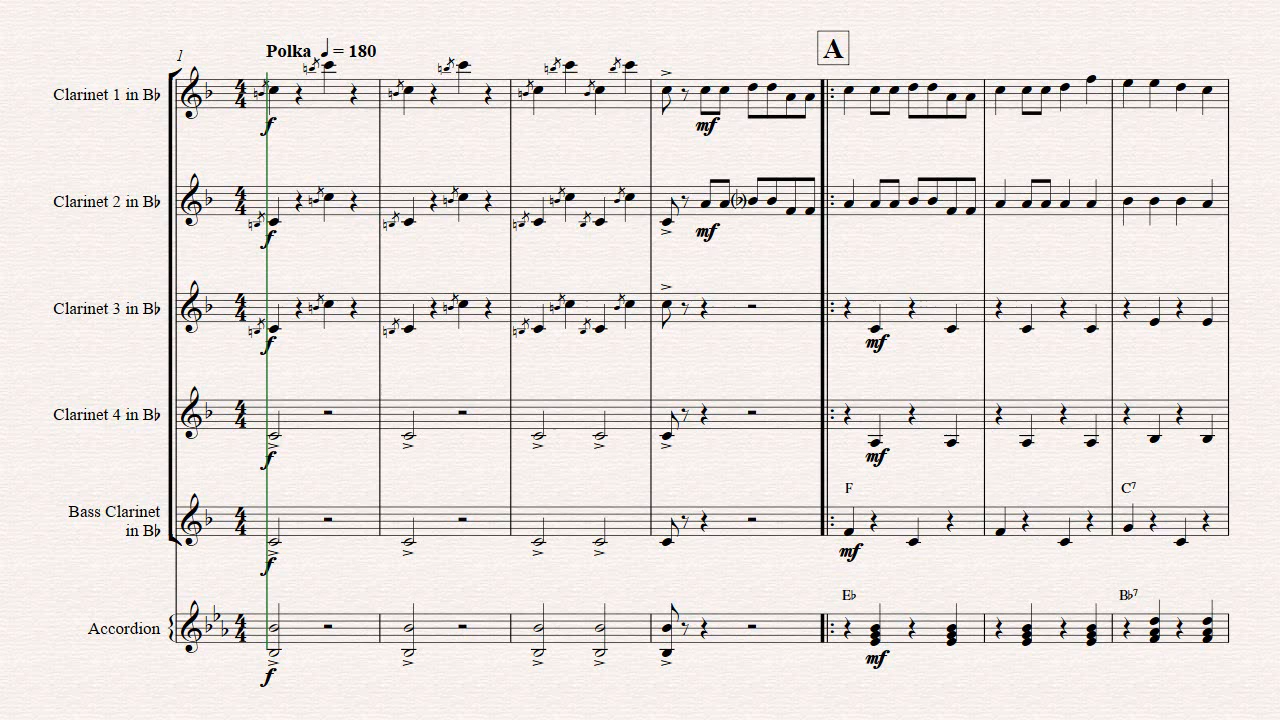 1
Polka ♩ = 180
A
Clarinet 1 in B♭
f
mf
Clarinet 2 in B♭
f
mf
Clarinet 3 in B♭
f
mf
Clarinet 4 in B♭
f
mf
F
C7
Bass Clarinet
in B♭
f
mf
E♭
B♭7
Accordion
f
mf